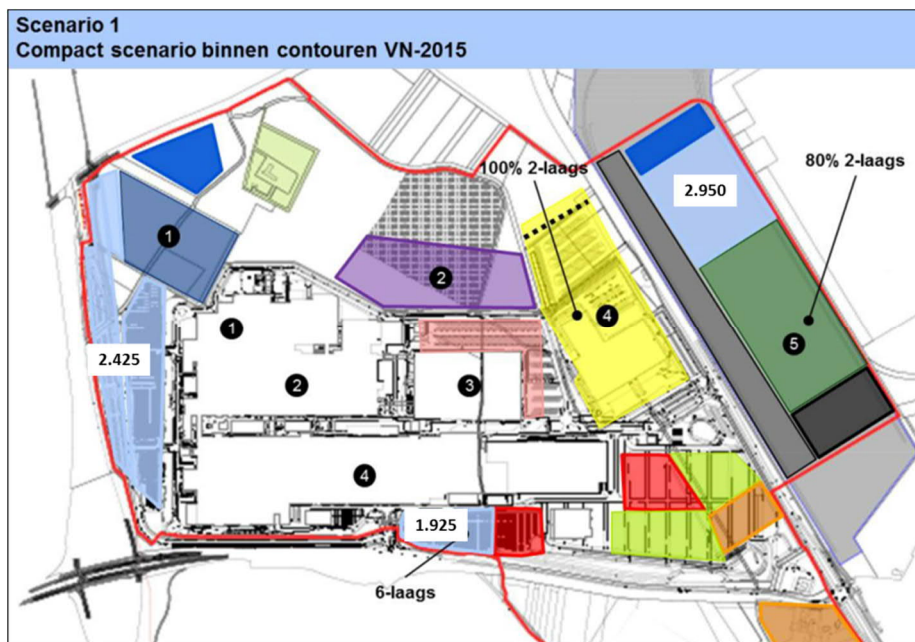 Scenario 1
Compact scenario binnen contouren VN-2015
100% 2-laags
80% 2-laags
2.950
1
2
1
4
5
2.425
2
3
4
1.925
6-laags